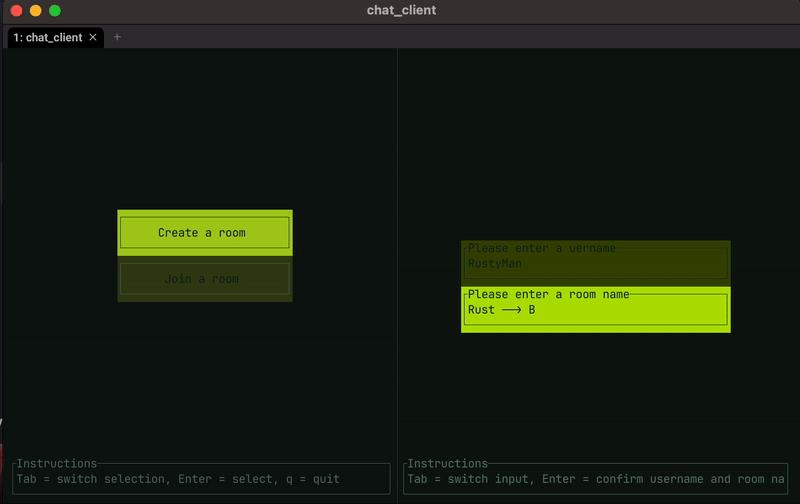 chat_client
1: chat_client × +
Create a room
Join a room
Instructions
Tab = switch selection, Enter = select, q = quit
Please enter a uername
RustyMan
Please enter a room name
Rust ⟶ B
Instructions
Tab = switch input, Enter = confirm username and room na